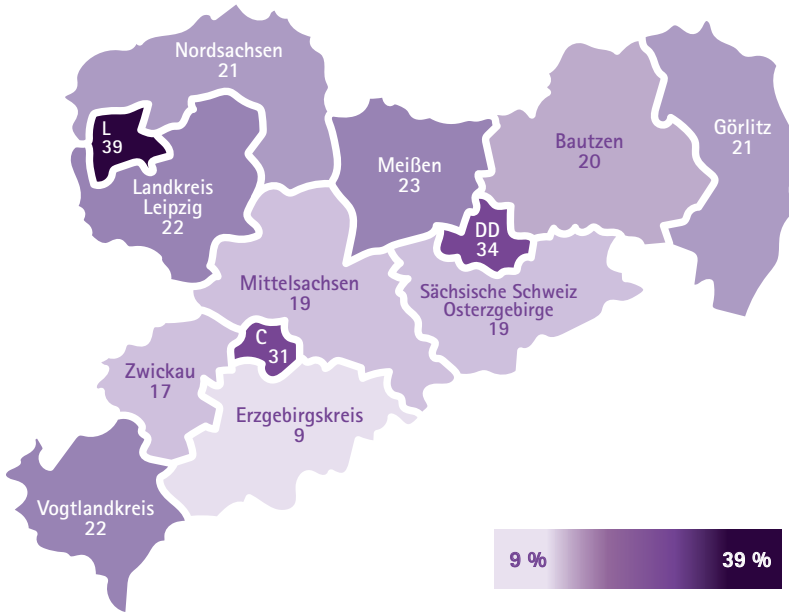 Nordsachsen
21
L
39
Landkreis
Leipzig
22
Meißen
23
Bautzen
20
Görlitz
21
DD
34
Mittelsachsen
19
Sächsische Schweiz
Osterzgebirge
19
C
31
Zwickau
17
Erzgebirgskreis
9
Vogtlandkreis
22
9 %
39 %